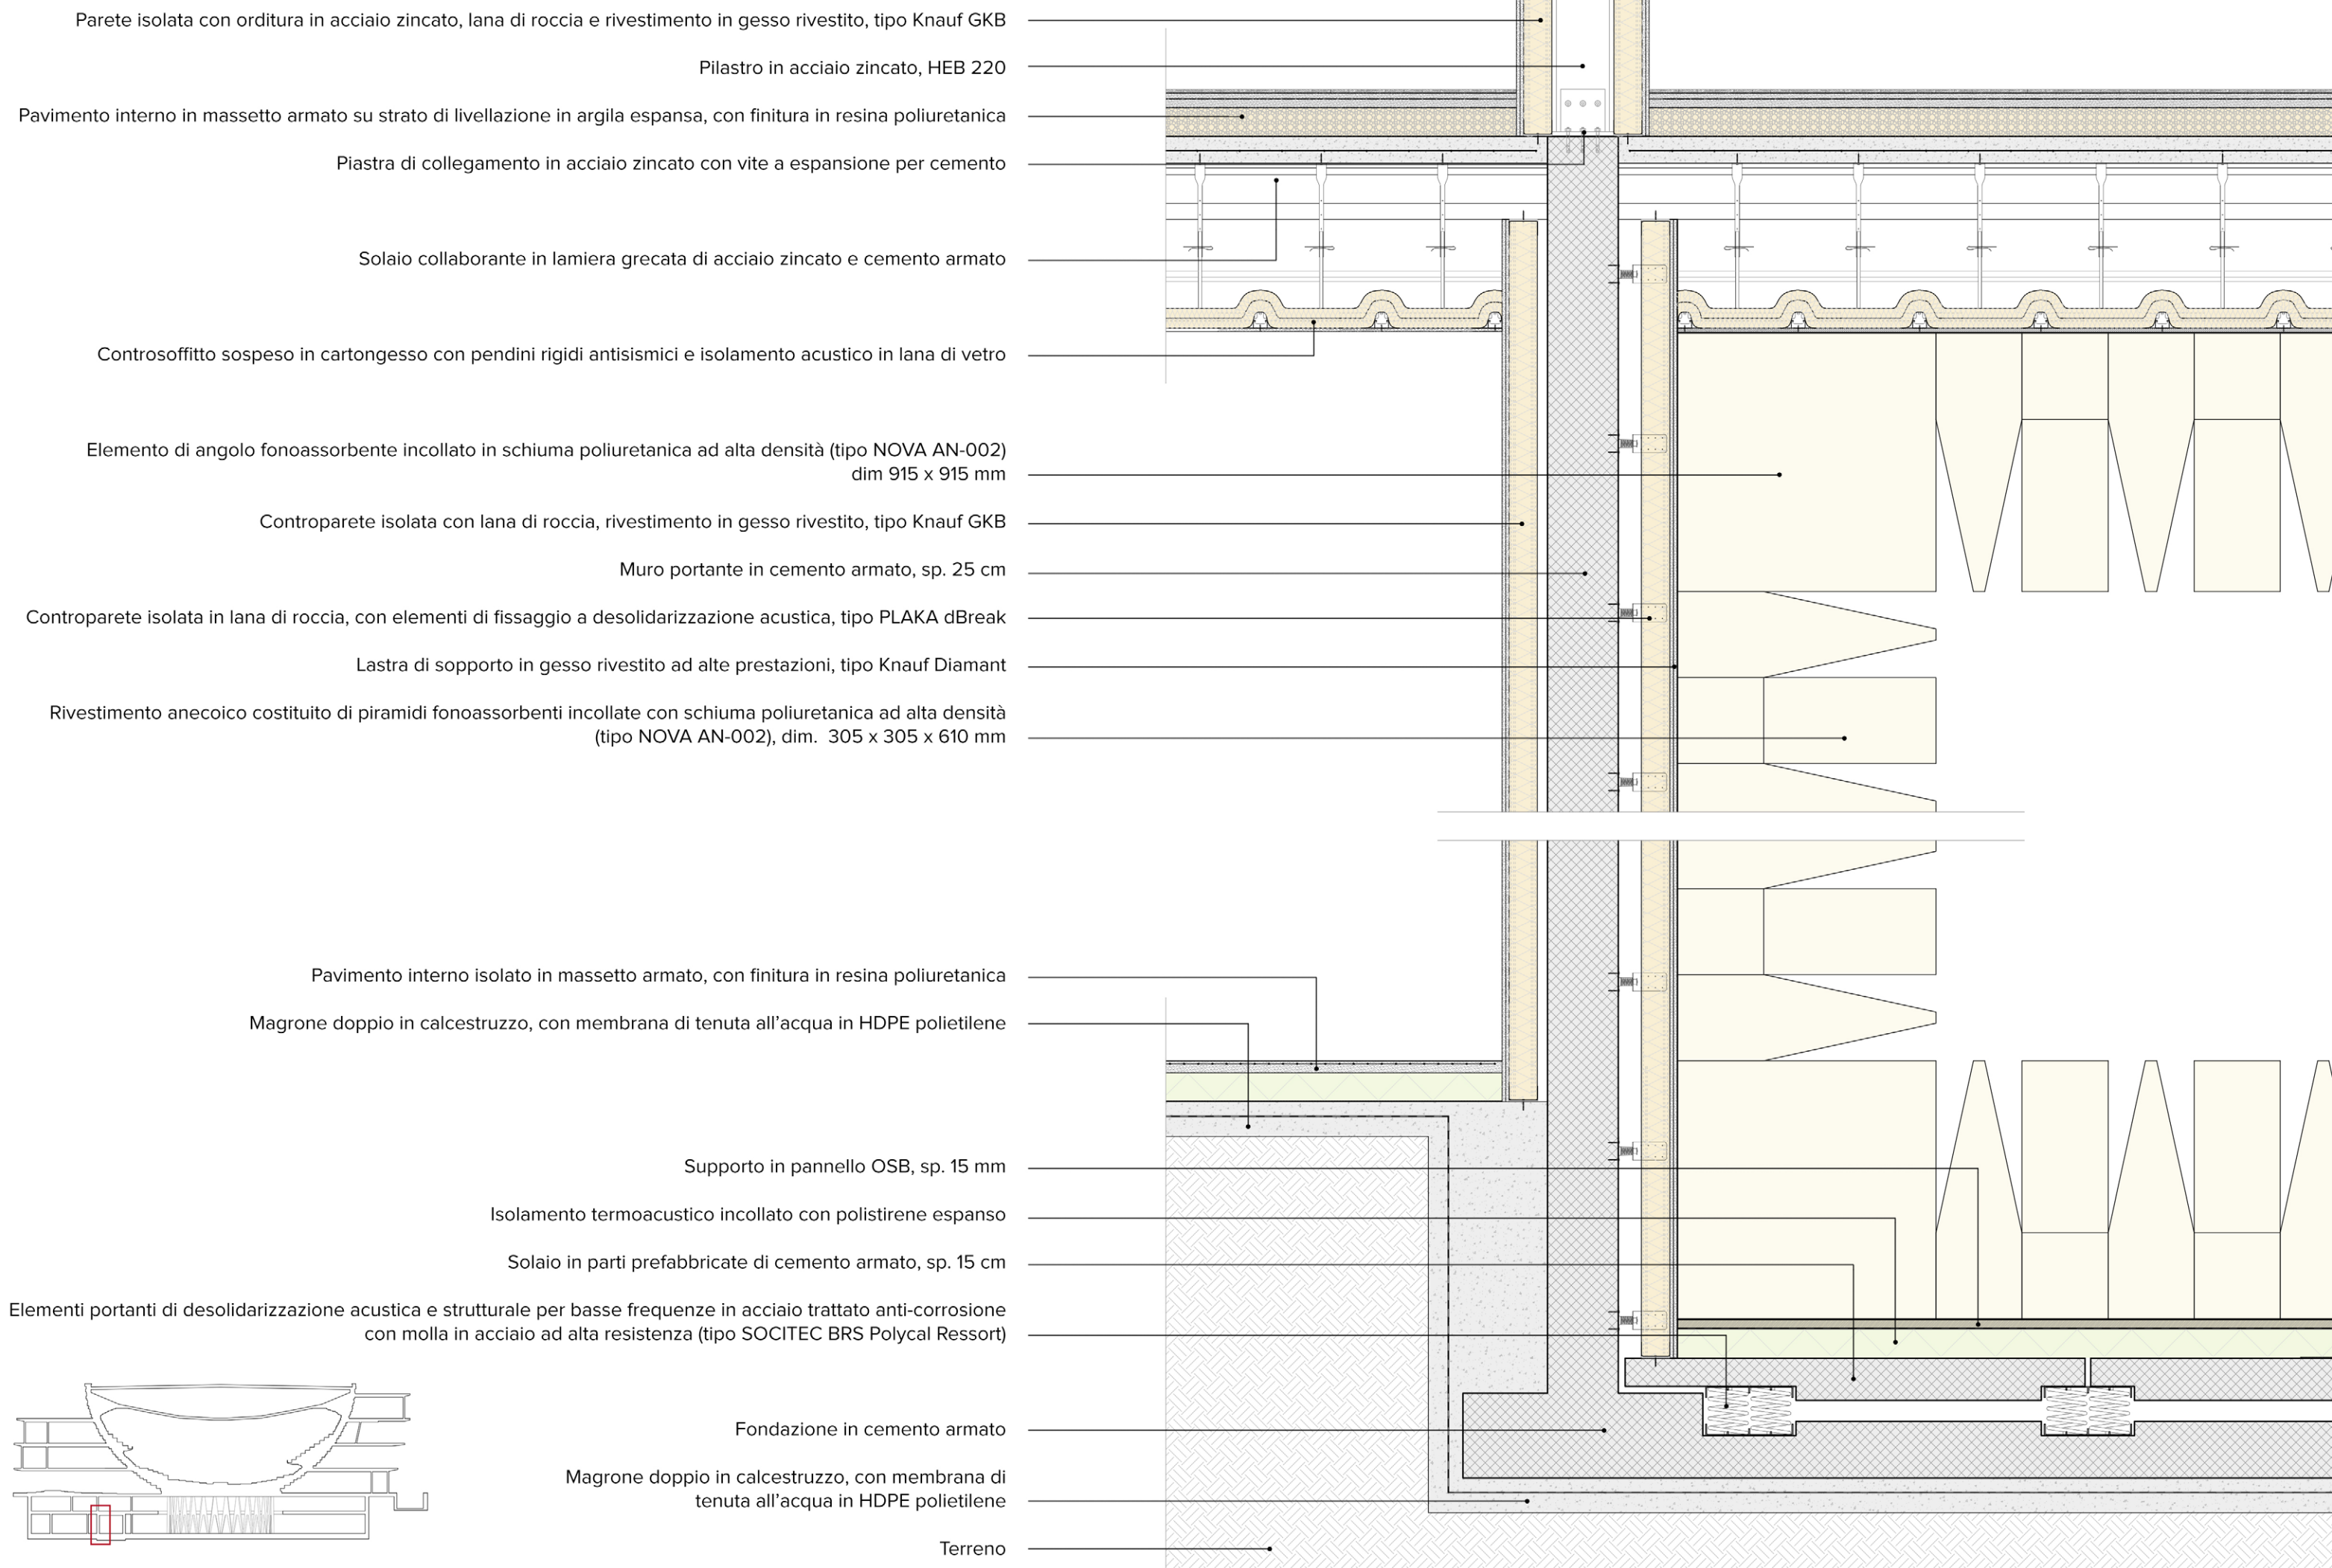 Parete isolata con orditura in acciaio zincato, lana di roccia e rivestimento in gesso rivestito, tipo Knauf GKB
Pilastro in acciaio zincato, HEB 220
Pavimento interno in massetto armato su strato di livellazione in argila espansa, con finitura in resina poliuretanica
Piastra di collegamento in acciaio zincato con vite a espansione per cemento
Solaio collaborante in lamiera grecata di acciaio zincato e cemento armato
Controsoffitto sospeso in cartongesso con pendini rigidi antisismici e isolamento acustico in lana di vetro
Elemento di angolo fonoassorbente incollato in schiuma poliuretanica ad alta densità (tipo NOVA AN-002)
dim 915 x 915 mm
Controparete isolata con lana di roccia, rivestimento in gesso rivestito, tipo Knauf GKB
Muro portante in cemento armato, sp. 25 cm
Controparete isolata in lana di roccia, con elementi di fissaggio a desolidarizzazione acustica, tipo PLAKA dBreak
Lastra di sopporto in gesso rivestito ad alte prestazioni, tipo Knauf Diamant
Rivestimento anecoico costituito di piramidi fonoassorbenti incollate con schiuma poliuretanica ad alta densità
(tipo NOVA AN-002), dim.  305 x 305 x 610 mm
Pavimento interno isolato in massetto armato, con finitura in resina poliuretanica
Magrone doppio in calcestruzzo, con membrana di tenuta all’acqua in HDPE polietilene
Supporto in pannello OSB, sp. 15 mm
Isolamento termoacustico incollato con polistirene espanso
Solaio in parti prefabbricate di cemento armato, sp. 15 cm
Elementi portanti di desolidarizzazione acustica e strutturale per basse frequenze in acciaio trattato anti-corrosione
con molla in acciaio ad alta resistenza (tipo SOCITEC BRS Polycal Ressort)
Fondazione in cemento armato
Magrone doppio in calcestruzzo, con membrana di
tenuta all’acqua in HDPE polietilene
Terreno